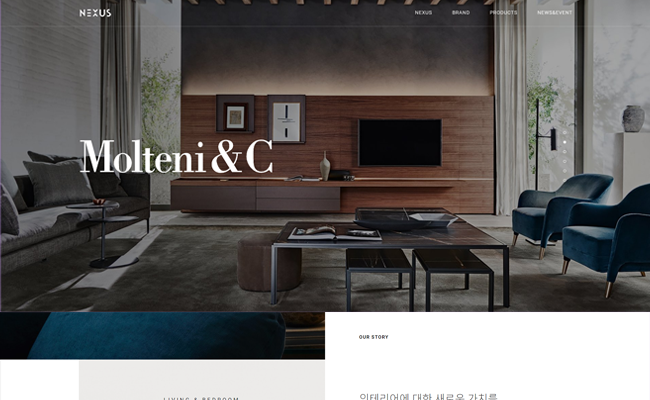 NEXUS
NEXUS BRAND PRODUCTS NEWS&EVENT
Molteni&C
OUR STORY
LIVING & BEDROOM
인테리어에 대한 새로운 가치를